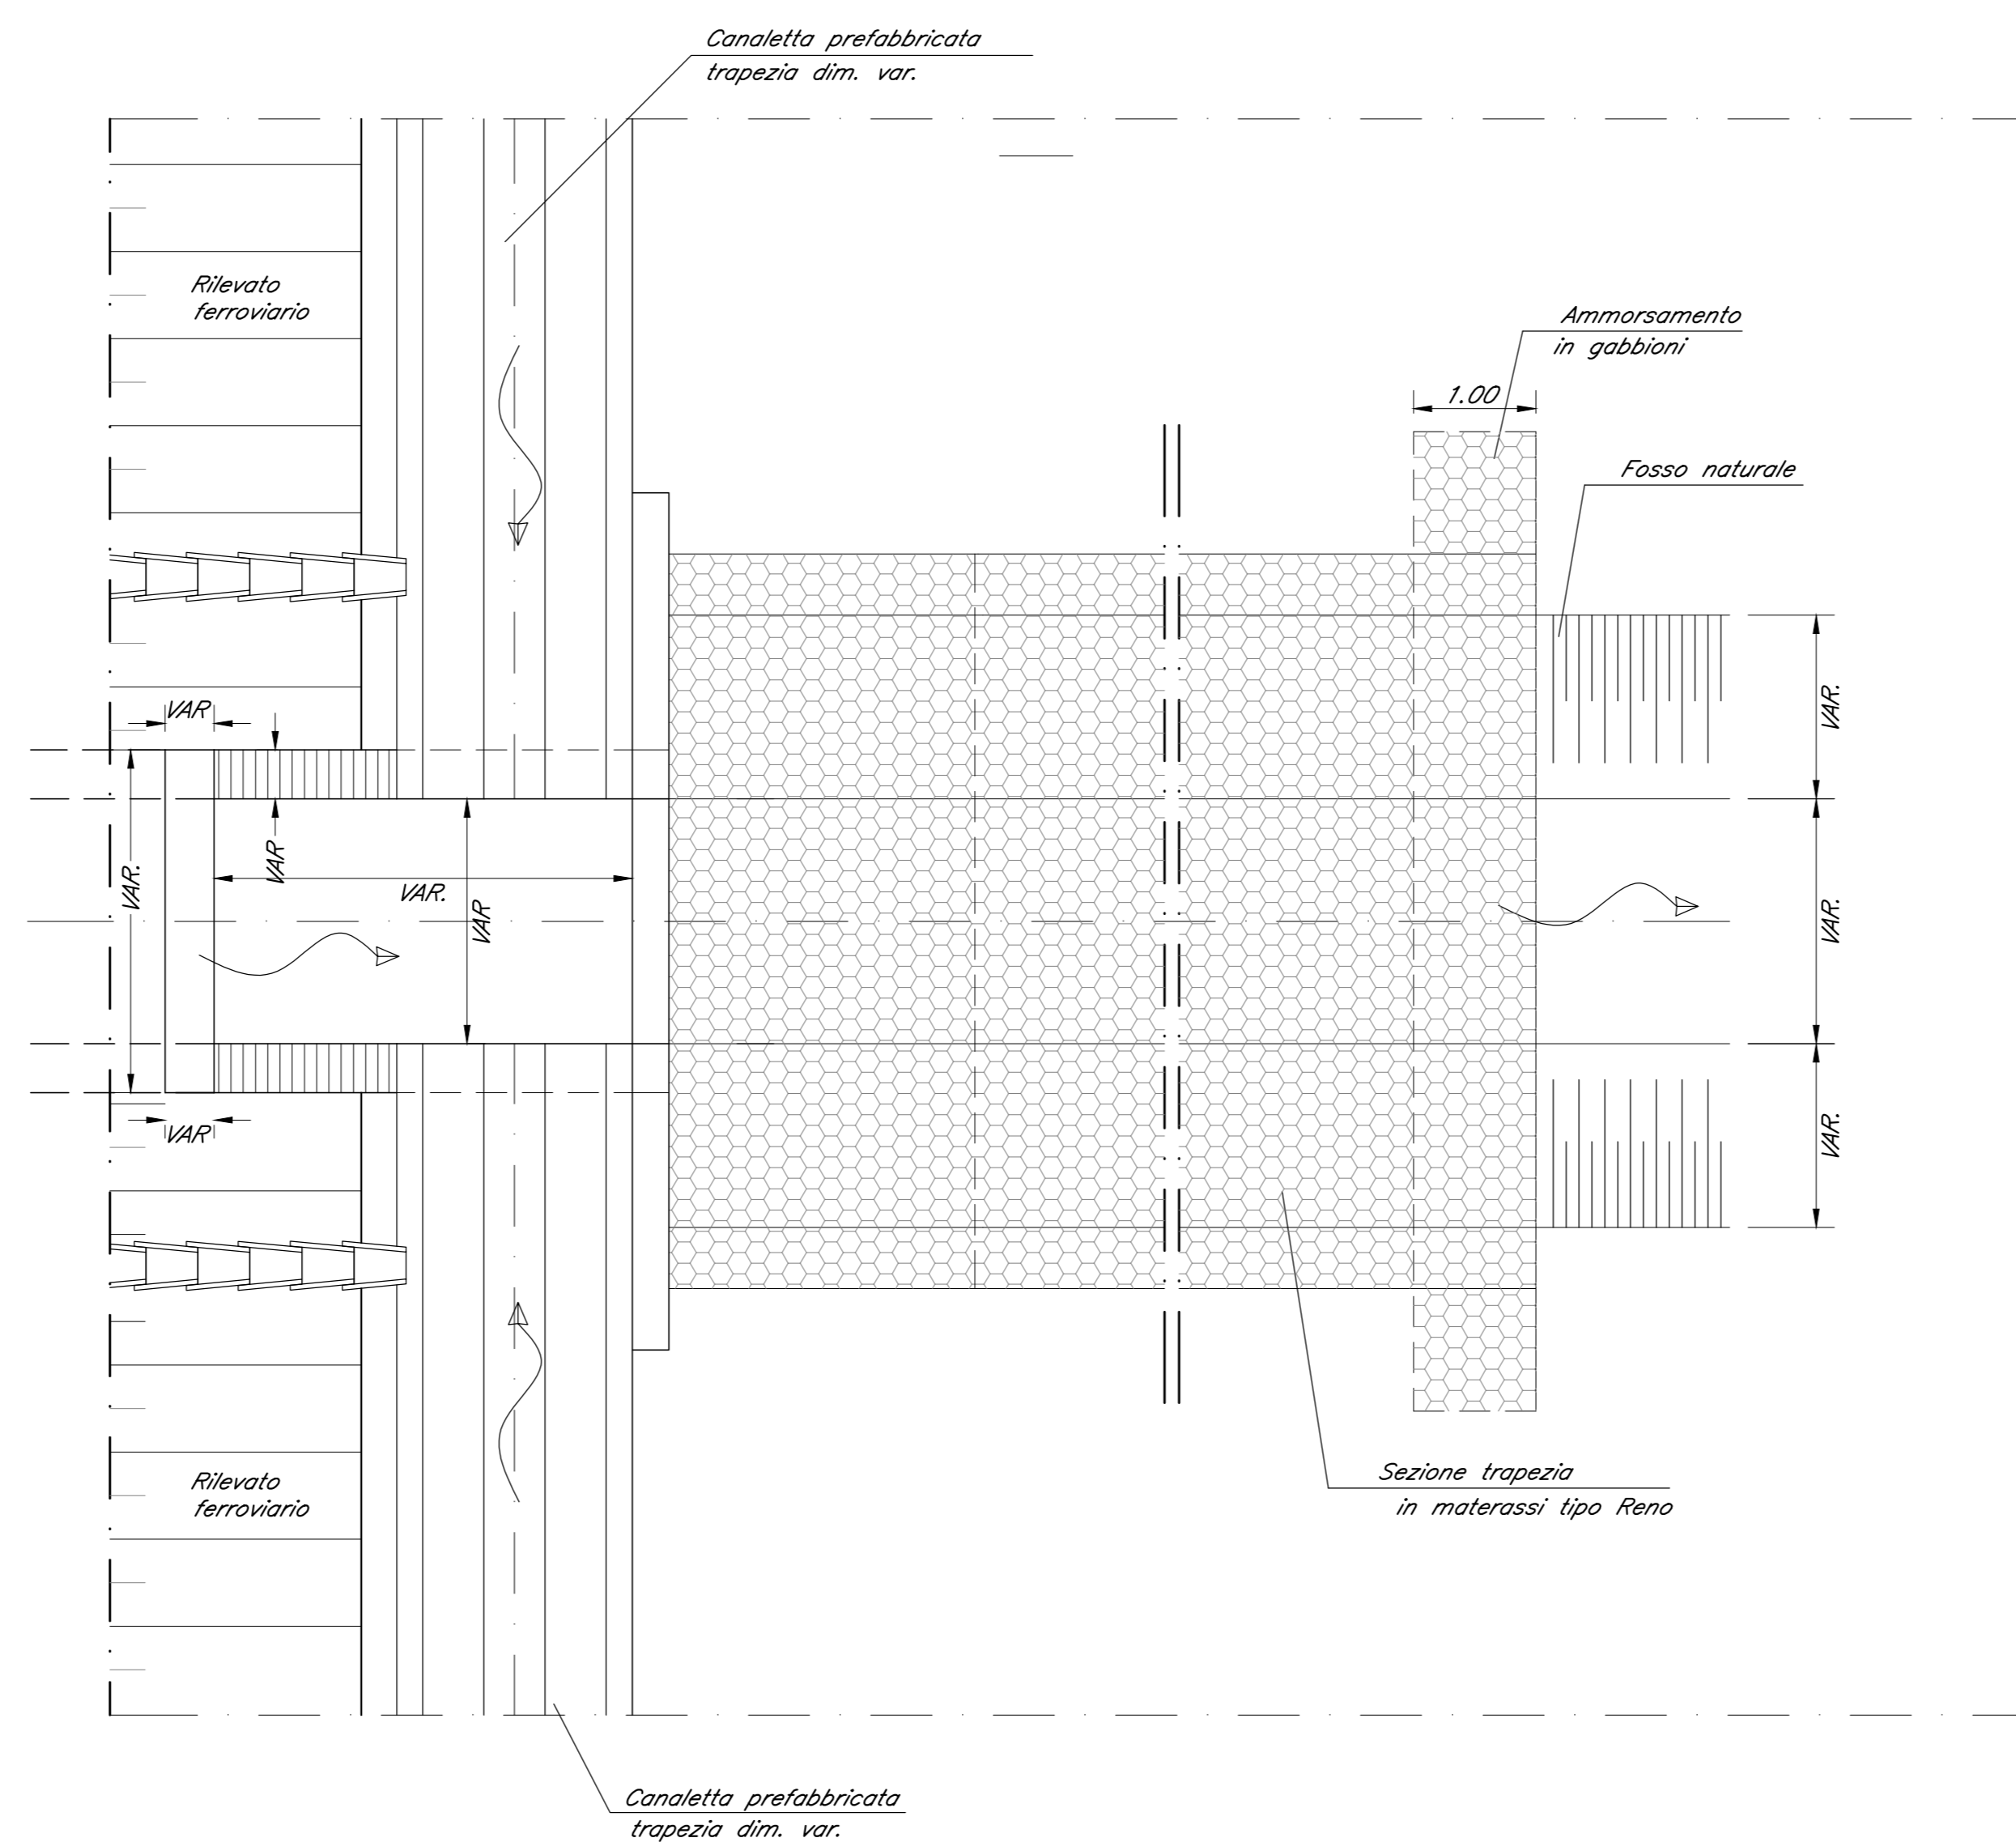 Canaletta prefabbricata
trapezia dim. var.
Rilevato
ferroviario
Ammorsamento
in gabbioni
1.00
Fosso naturale
VAR
VAR.
VAR
VAR.
VAR
VAR.
VAR.
VAR.
VAR
Rilevato
ferroviario
Sezione trapezia
in materassi tipo Reno
Canaletta prefabbricata
trapezia dim. var.